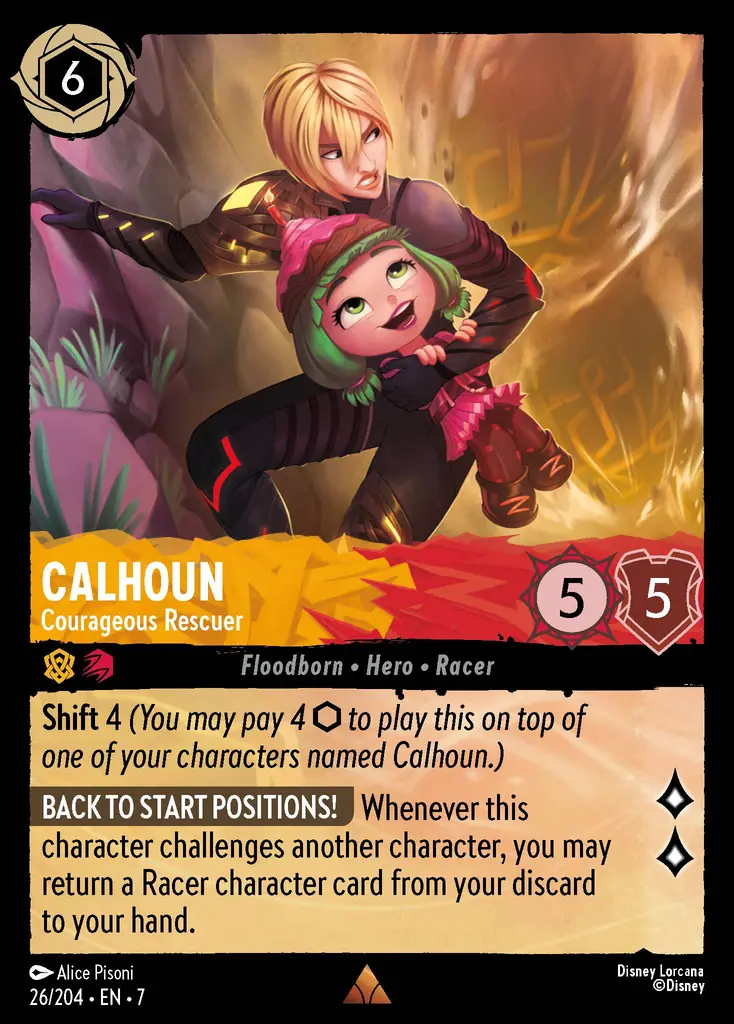 6
CALHOUN
Courageous Rescuer
5
5
Floodborn • Hero • Racer
Shift 4 (You may pay 4 ⬡ to play this on top of
one of your characters named Calhoun.)
BACK TO START POSITIONS! Whenever this
character challenges another character, you may
return a Racer character card from your discard
to your hand.
Alice Pisoni
26/204 • EN • 7
Disney Lorcana
©Disney